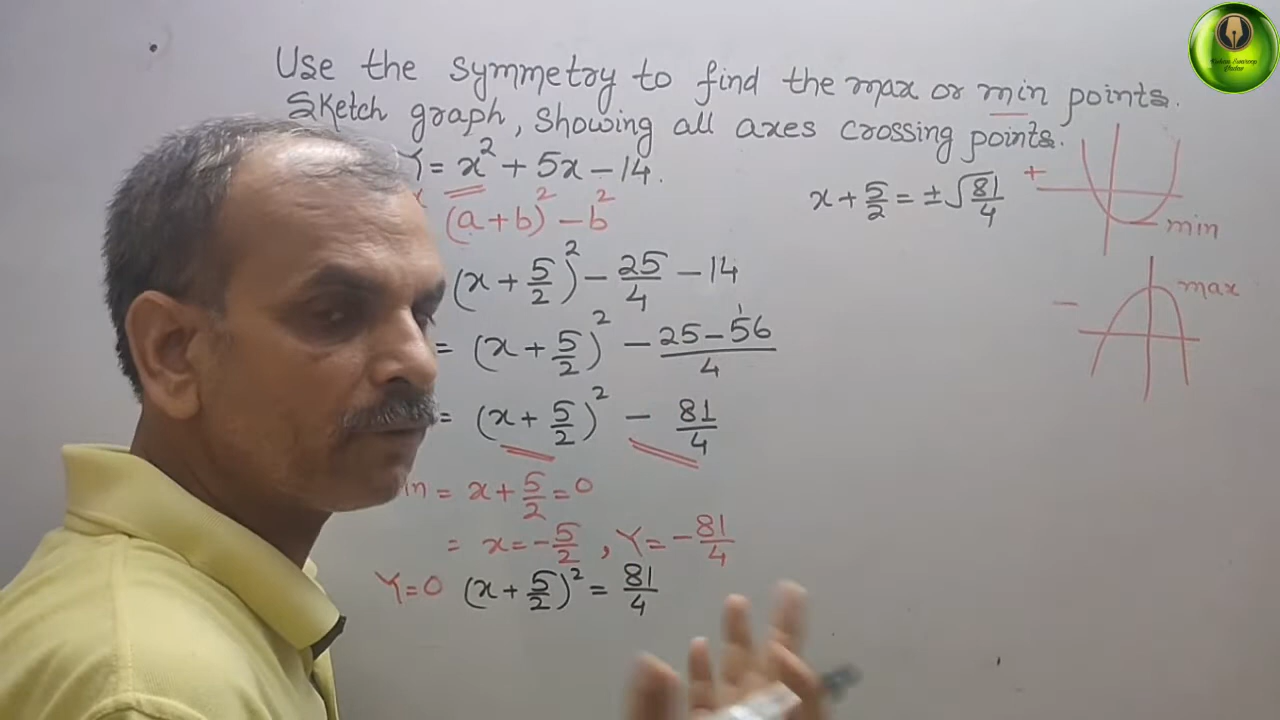 Use the symmetry to find the max or min points.
Sketch graph, showing all axes crossing points.
Y = x² + 5x - 14.
(a + b)² - b²
(x + 5/2)² - 25/4 - 14
= (x + 5/2)² - (25 - 56)/4
= (x + 5/2)² - 81/4
= x + 5/2 = 0
= x = -5/2 , Y = -81/4
Y = 0 (x + 5/2)² = 81/4
x + 5/2 = ± √81/4
+
min
-
max